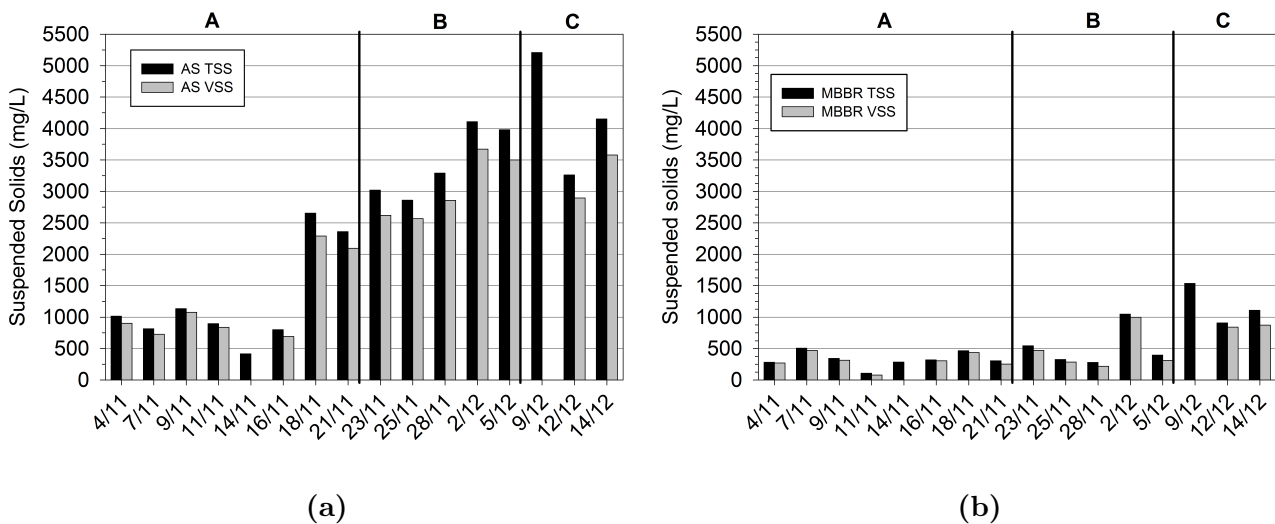 A B C
5500
5000
4500
4000
3500
3000
2500
2000
1500
1000
500
0
Suspended Solids (mg/L)
AS TSS
AS VSS
4/11 7/11 9/11 11/11 14/11 16/11 18/11 21/11 23/11 25/11 28/11 2/12 5/12 9/12 12/12 14/12
(a)
A B C
5500
5000
4500
4000
3500
3000
2500
2000
1500
1000
500
0
Suspended solids (mg/L)
MBBR TSS
MBBR VSS
4/11 7/11 9/11 11/11 14/11 16/11 18/11 21/11 23/11 25/11 28/11 2/12 5/12 9/12 12/12 14/12
(b)